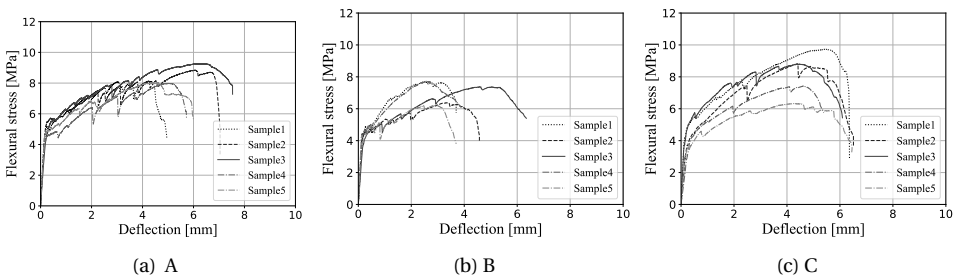 Flexural stress [MPa]
12
10
8
6
4
2
0
0 2 4 6 8 10
Deflection [mm]
Sample1
Sample2
Sample3
Sample4
Sample5
(a) A
Flexural stress [MPa]
12
10
8
6
4
2
0
0 2 4 6 8 10
Deflection [mm]
Sample1
Sample2
Sample3
Sample4
Sample5
(b) B
Flexural stress [MPa]
12
10
8
6
4
2
0
0 2 4 6 8 10
Deflection [mm]
Sample1
Sample2
Sample3
Sample4
Sample5
(c) C